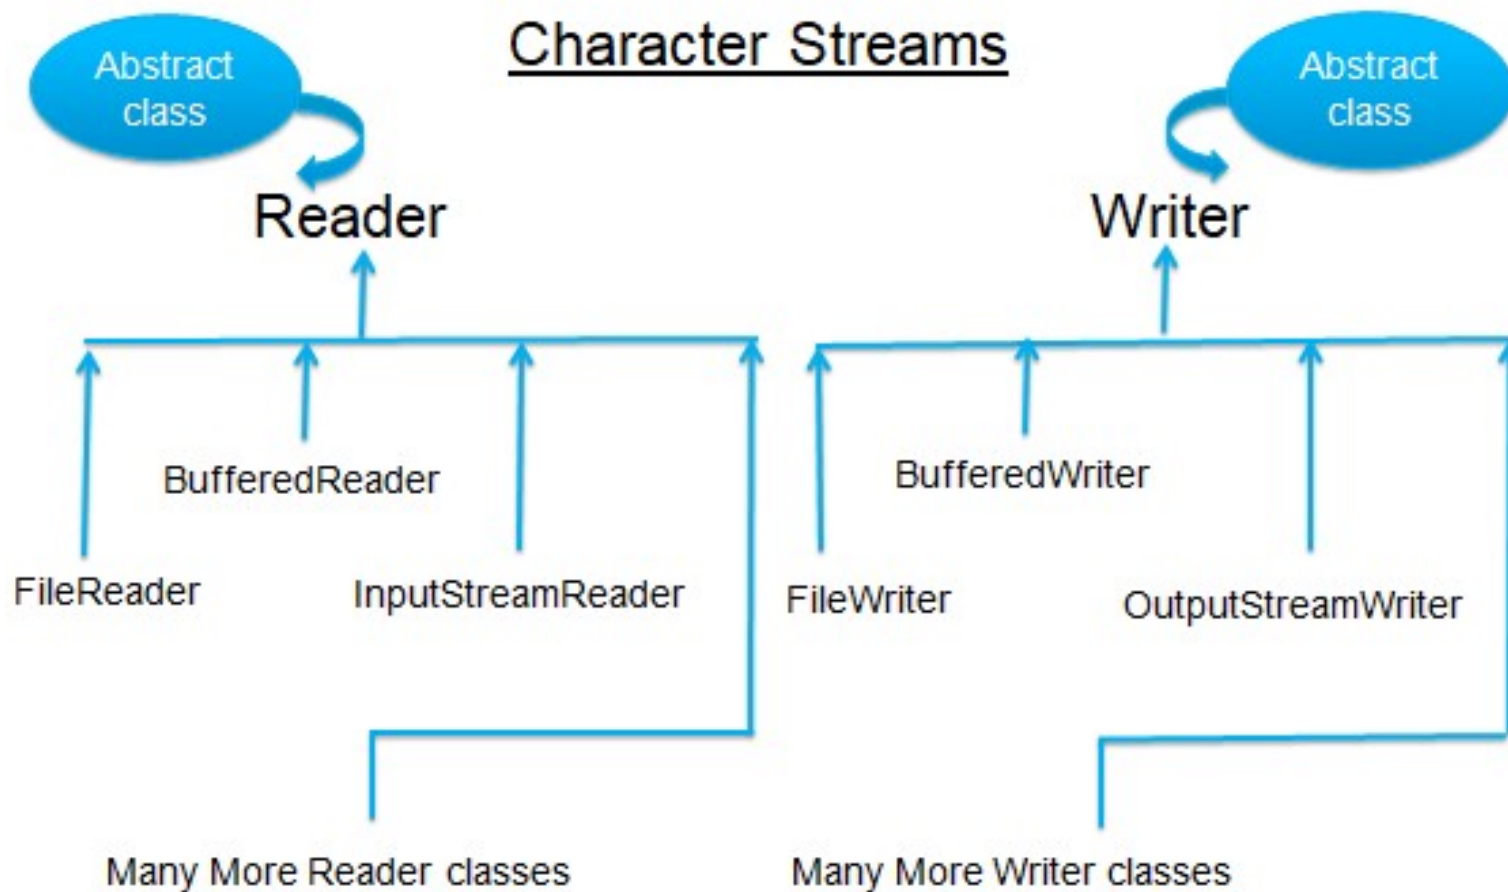 Character Streams
Abstract
class
Abstract
class
Reader
Writer
BufferedReader
BufferedWriter
FileReader
InputStreamReader
FileWriter
OutputStreamWriter
Many More Reader classes
Many More Writer classes